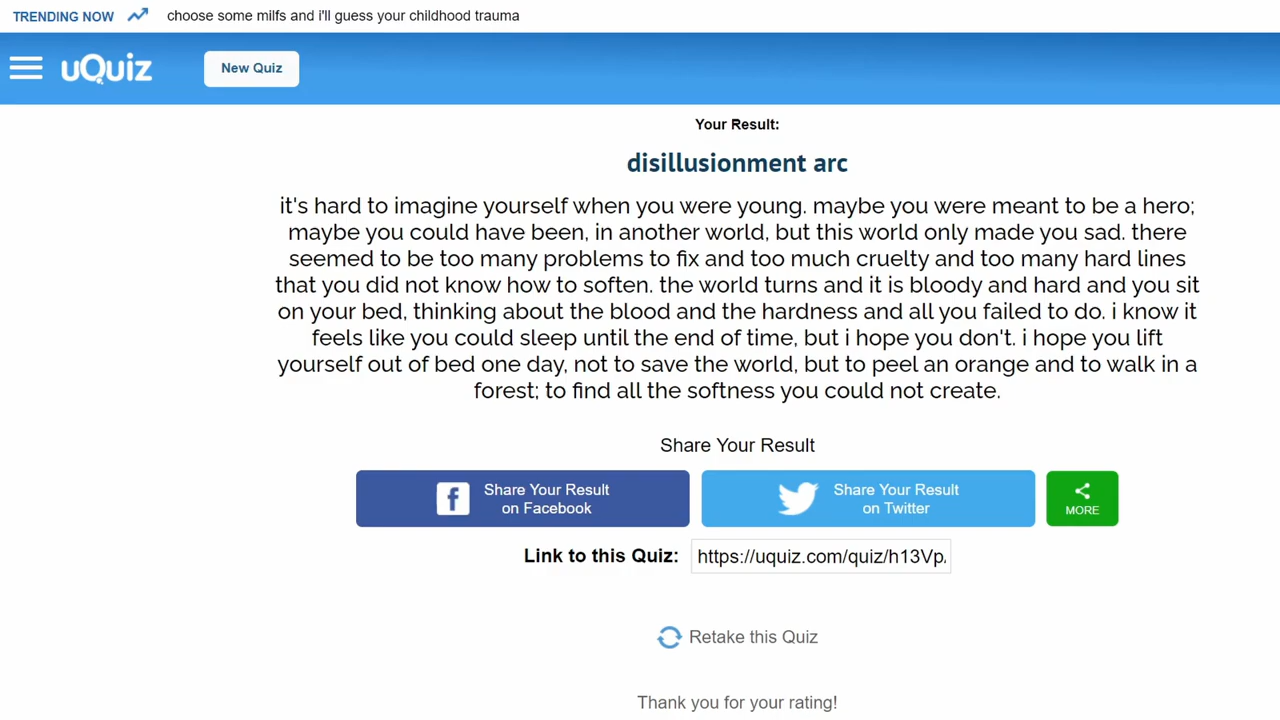 TRENDING NOW choose some milfs and i'll guess your childhood trauma
uQuiz New Quiz
Your Result:
disillusionment arc
it's hard to imagine yourself when you were young. maybe you were meant to be a hero;
maybe you could have been, in another world, but this world only made you sad. there
seemed to be too many problems to fix and too much cruelty and too many hard lines
that you did not know how to soften. the world turns and it is bloody and hard and you sit
on your bed, thinking about the blood and the hardness and all you failed to do. i know it
feels like you could sleep until the end of time, but i hope you don't. i hope you lift
yourself out of bed one day, not to save the world, but to peel an orange and to walk in a
forest; to find all the softness you could not create.
Share Your Result
Share Your Result
on Facebook
Share Your Result
on Twitter
MORE
Link to this Quiz: https://uquiz.com/quiz/h13Vp
Retake this Quiz
Thank you for your rating!